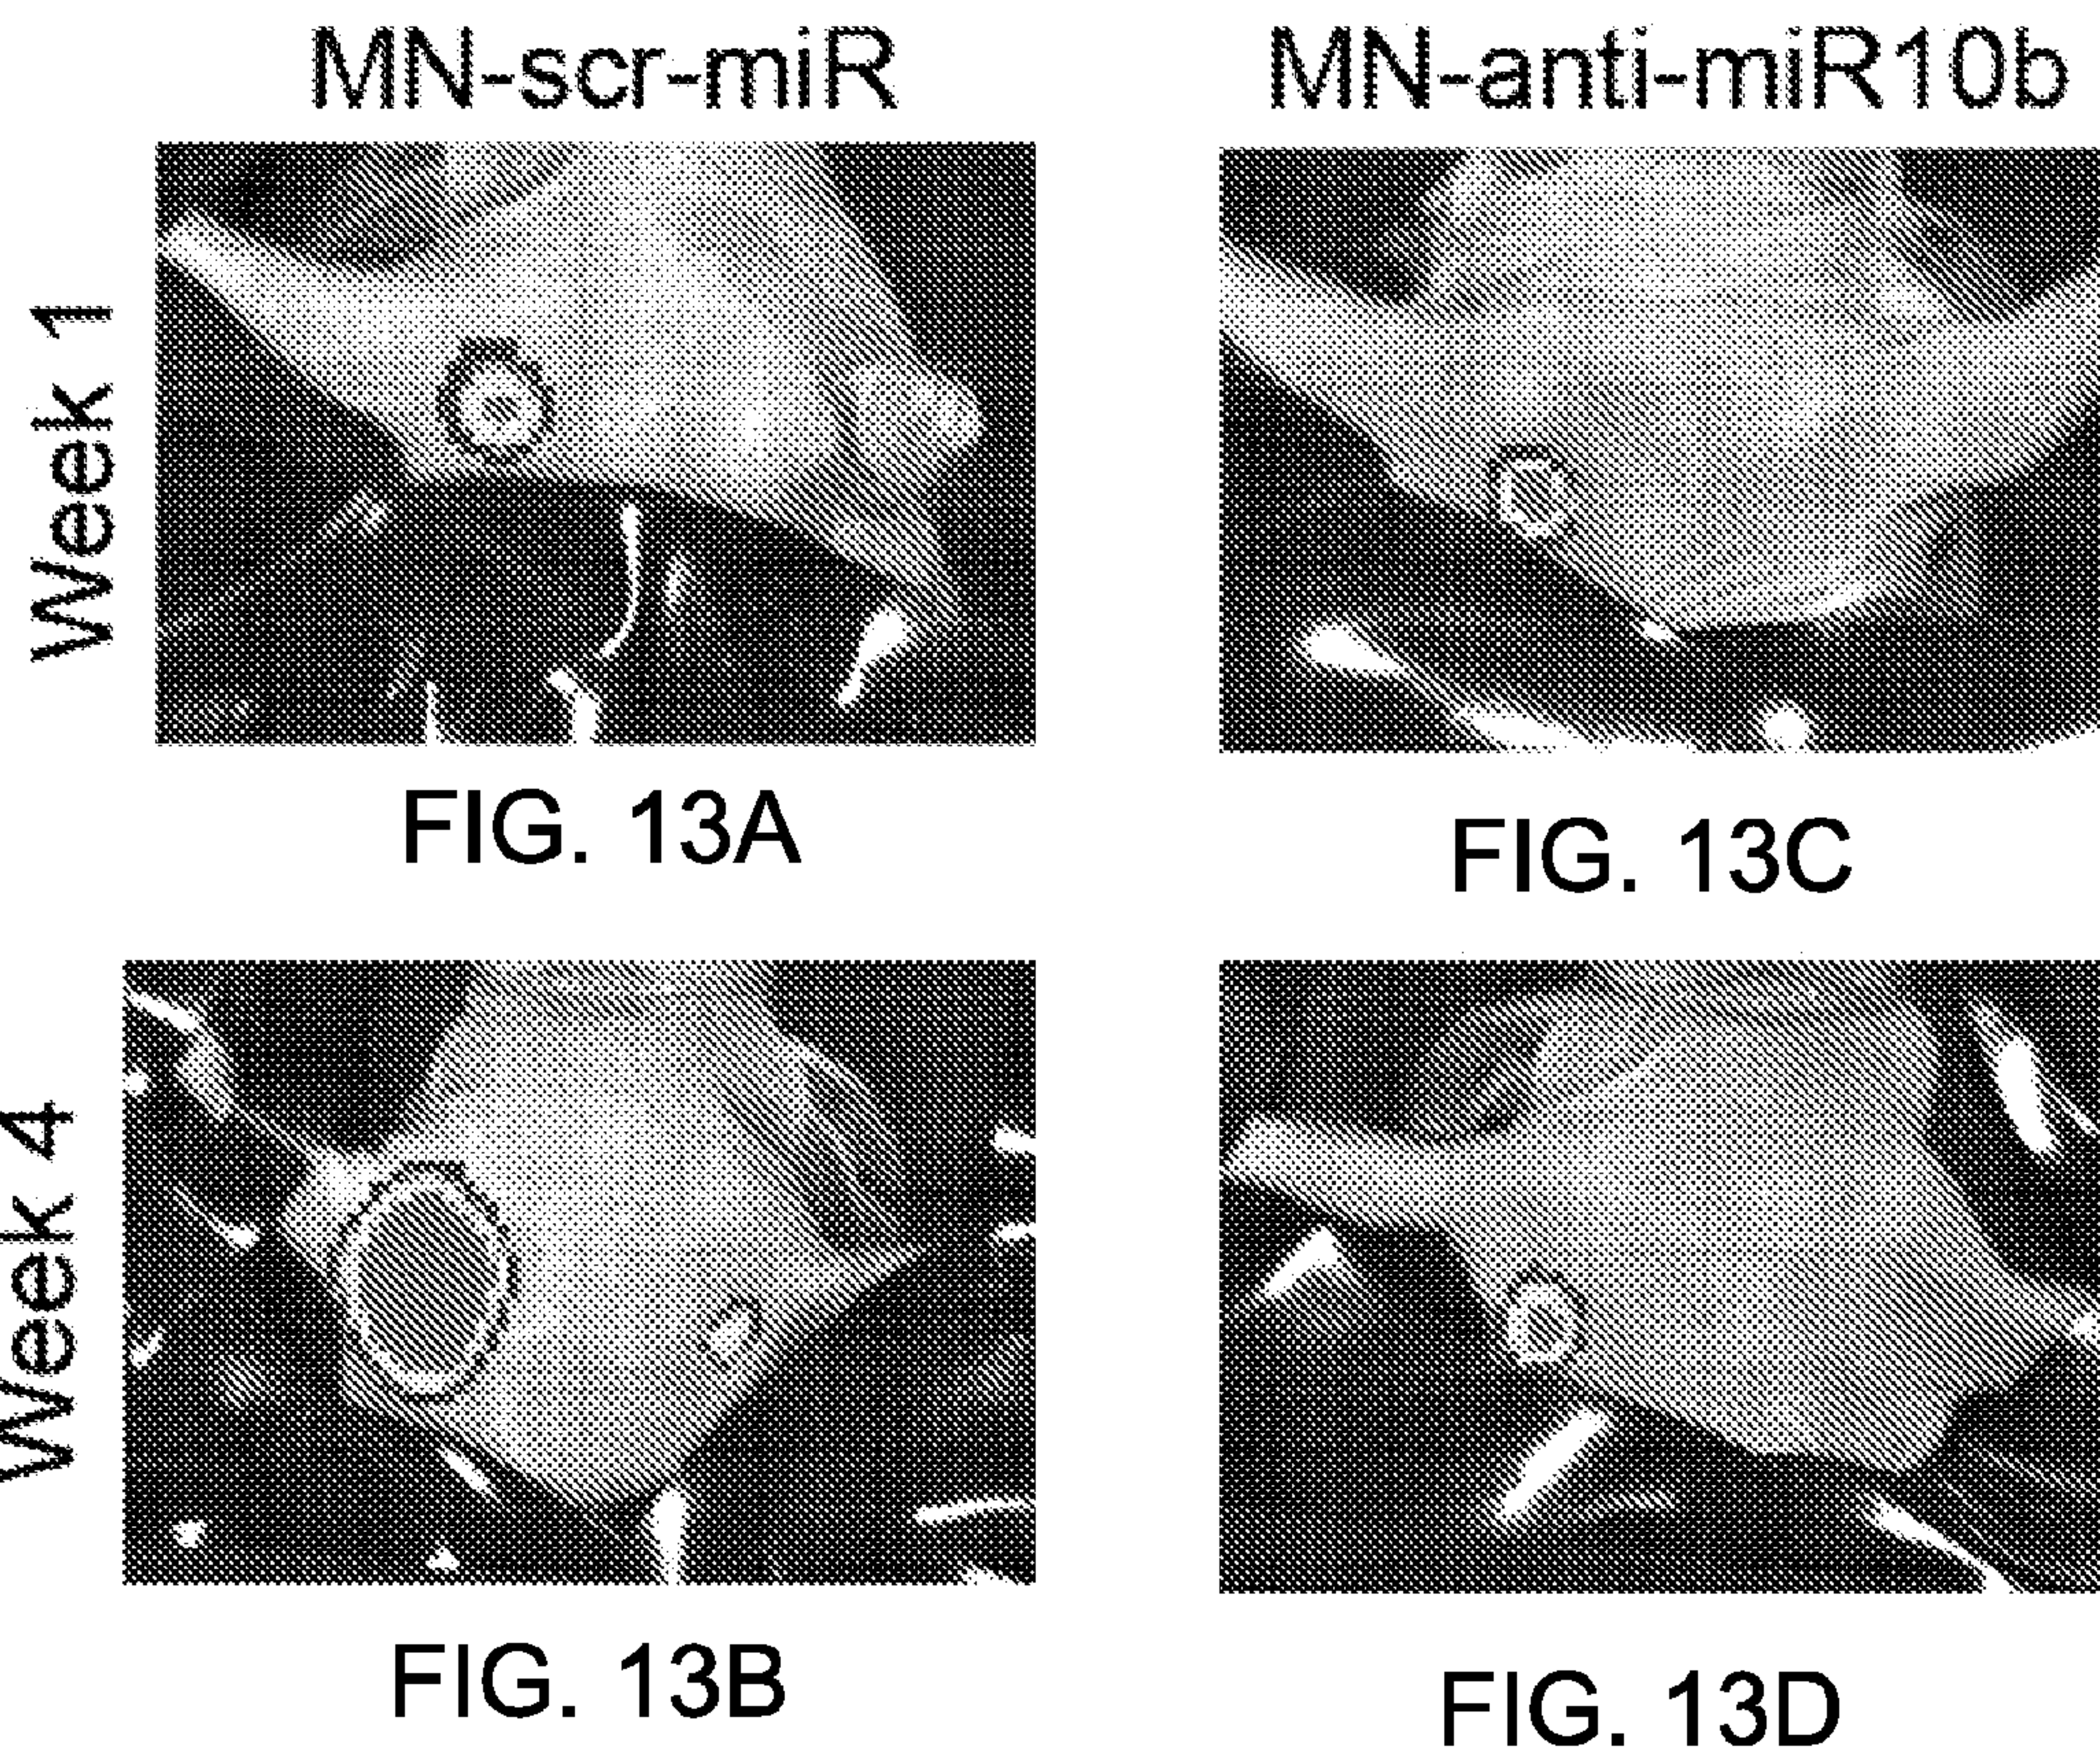 MN-scr-miR
MN-anti-miR10b
Week 1
FIG. 13A
FIG. 13C
Week 4
FIG. 13B
FIG. 13D